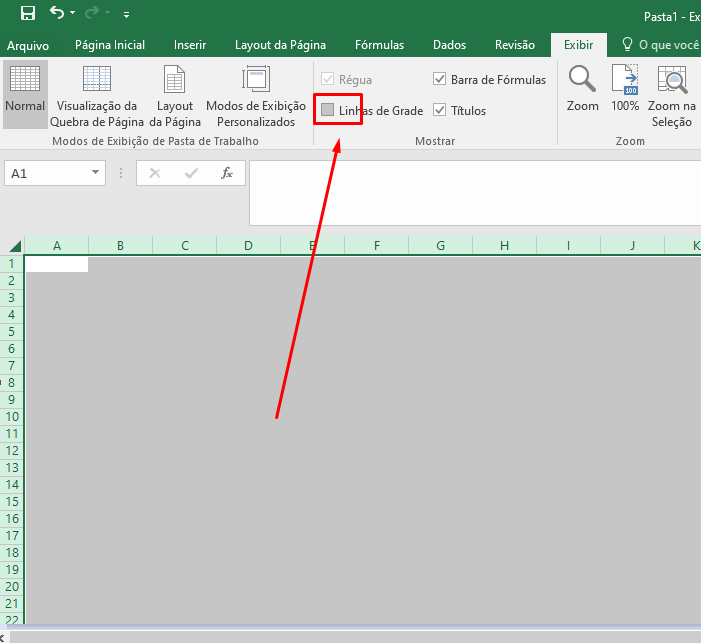 Pasta1 - Ex
Arquivo Página Inicial Inserir Layout da Página Fórmulas Dados Revisão Exibir O que você
Régua Barra de Fórmulas
Linhas de Grade Títulos
Normal Visualização da Quebra de Página Layout da Página Modos de Exibição Personalizados Zoom 100% Zoom na Seleção
100
Modos de Exibição de Pasta de Trabalho Mostrar Zoom
A1 fx
A B C D E F G H I J K
1
2
3
4
5
6
7
8
9
10
11
12
13
14
15
16
17
18
19
20
21
22